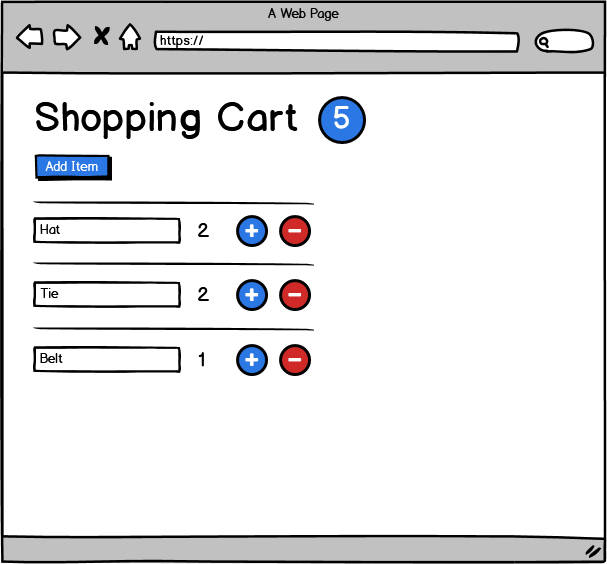 A Web Page
https://
Shopping Cart 5
Add Item
Hat 2
Tie 2
Belt 1